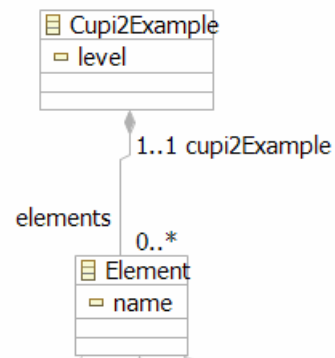 Cupi2Example
level
1..1 cupi2Example
elements
0..*
Element
name